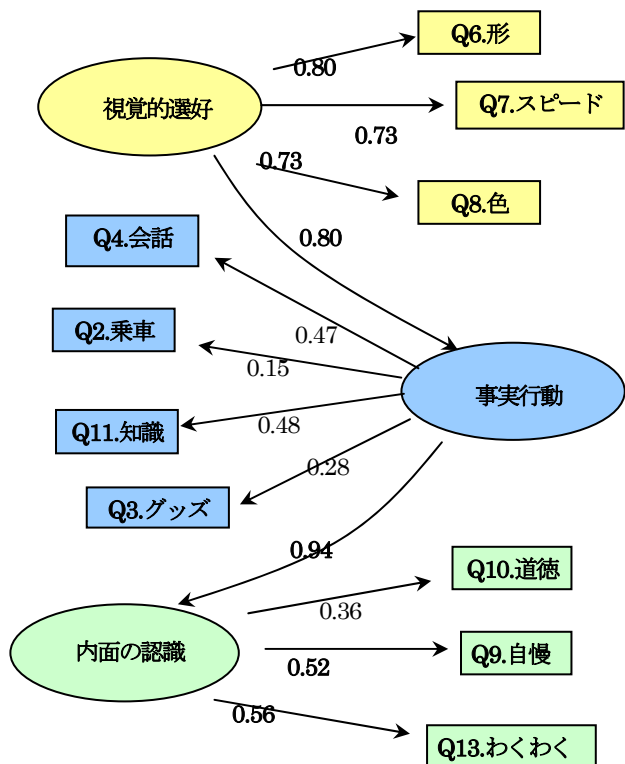 Q6.形
0.80
視覚的選好
Q7.スピード
0.73
0.73
Q8.色
Q4.会話
0.80
0.47
Q2.乗車
0.15
事実行動
Q11.知識
0.48
0.28
Q3.グッズ
0.94
Q10.道徳
0.36
内面の認識
Q9.自慢
0.52
0.56
Q13.わくわく